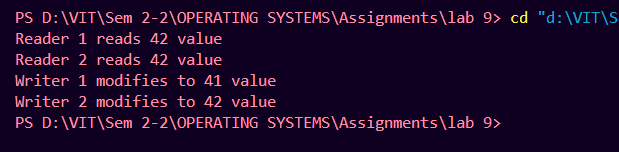 PS D:\VIT\Sem 2-2\OPERATING SYSTEMS\Assignments\lab 9> cd "d:\VIT\S
Reader 1 reads 42 value
Reader 2 reads 42 value
Writer 1 modifies to 41 value
Writer 2 modifies to 42 value
PS D:\VIT\Sem 2-2\OPERATING SYSTEMS\Assignments\lab 9>